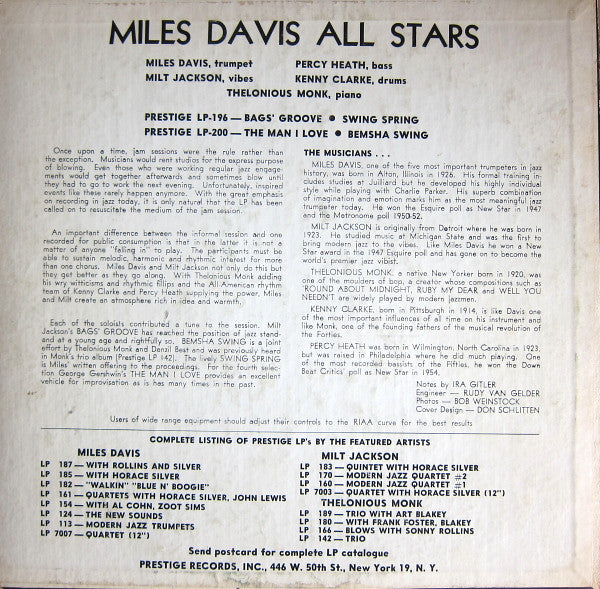 MILES DAVIS ALL STARS
MILES DAVIS, trumpet PERCY HEATH, bass
MILT JACKSON, vibes KENNY CLARKE, drums
THELONIOUS MONK, piano
PRESTIGE LP-196 — BAGS' GROOVE ● SWING SPRING
PRESTIGE LP-200 — THE MAN I LOVE ● BEMSHA SWING
Once upon a time, jam sessions were the rule rather than
the exception. Musicians would rent studios for the express purpose
of blowing. Even those who were working regular jazz engage-
ments would get together afterwards and sometimes blow until
they had to go to work the next evening. Unfortunately, inspired
events like these rarely happen anymore. With the great emphasis
on recording in jazz today, it is only natural that the LP has been
called on to resuscitate the medium of the jam session.
An important difference between the informal session and one
recorded for public consumption is that in the latter it is not a
matter of anyone "falling in" to play. The participants must be
able to sustain melodic, harmonic and rhythmic interest for more
than one chorus. Miles Davis and Milt Jackson not only do this but
they get better as they go along. With Thelonious Monk adding
his wry witticisms and rhythmic fillips and the All-American rhythm
team of Kenny Clarke and Percy Heath supplying the power, Miles
and Milt create an atmosphere rich in idea and warmth.
Each of the soloists contributed a tune to the session. Milt
Jackson's BAGS' GROOVE has reached the position of jazz stand-
and at a young age and rightfully so. BEMSHA SWING is a joint
effort by Thelonious Monk and Denzil Best and was previously heard
in Monk's trio album [Prestige LP 142]. The lively SWING SPRING
is Miles' written offering to the proceedings. For the fourth selec-
tion George Gershwin's THE MAN I LOVE provides an excellent
vehicle for improvisation as is has many times in the past.
THE MUSICIANS . . .
MILES DAVIS, one of the five most important trumpeters in jazz
history, was born in Alton, Illinois in 1926. His formal training in-
cludes studies at Juilliard but he developed his highly individual
style while playing with Charlie Parker. His superb combination
of imagination and emotion marks him as the most meaningful jazz
trumpeter today. He won the Esquire poll as New Star in 1947
and the Metronome poll 1950-52.
MILT JACKSON is originally from Detroit where he was born in
1923. He studied music at Michigan State and was the first to
bring modern jazz to the vibes. Like Miles Davis he won a New
Star award in the 1947 Esquire poll and has gone on to become the
world's premier jazz vibist.
THELONIOUS MONK, a native New Yorker born in 1920, was
one of the moulders of bop, a creator whose compositions such as
'ROUND ABOUT MIDNIGHT, RUBY MY DEAR and WELL YOU
NEEDN'T are widely played by modern jazzmen.
KENNY CLARKE, born in Pittsburgh in 1914, is like Davis one
of the most important influences of all time on his instrument and,
like Monk, one of the founding fathers of the musical revolution of
the Forties.
PERCY HEATH was born in Wilmington, North Carolina in 1923,
but was raised in Philadelphia where he did much playing. One
of the most recorded bassists of the Fifties, he won the Down
Beat Critics' poll as New Star in 1954.
Notes by IRA GITLER
Engineer — RUDY VAN GELDER
Photos — BOB WEINSTOCK
Cover Design — DON SCHLITTEN
Users of wide range equipment should adjust their controls to the RIAA curve for the best results
COMPLETE LISTING OF PRESTIGE LP's BY THE FEATURED ARTISTS
MILES DAVIS
LP 187 — WITH ROLLINS AND SILVER
LP 185 — WITH HORACE SILVER
LP 182 — "WALKIN" "BLUE N' BOOGIE"
LP 161 — QUARTETS WITH HORACE SILVER, JOHN LEWIS
LP 154 — WITH AL COHN, ZOOT SIMS
LP 124 — THE NEW SOUNDS
LP 113 — MODERN JAZZ TRUMPETS
LP 7007 — QUARTET (12")
MILT JACKSON
LP 183 — QUINTET WITH HORACE SILVER
LP 170 — MODERN JAZZ QUARTET #2
LP 160 — MODERN JAZZ QUARTET #1
LP 7003 — QUARTET WITH HORACE SILVER (12")
THELONIOUS MONK
LP 189 — TRIO WITH ART BLAKEY
LP 180 — WITH FRANK FOSTER, BLAKEY
LP 166 — BLOWS WITH SONNY ROLLINS
LP 142 — TRIO
Send postcard for complete LP catalogue
PRESTIGE RECORDS, INC., 446 W. 50th St., New York 19, N. Y.